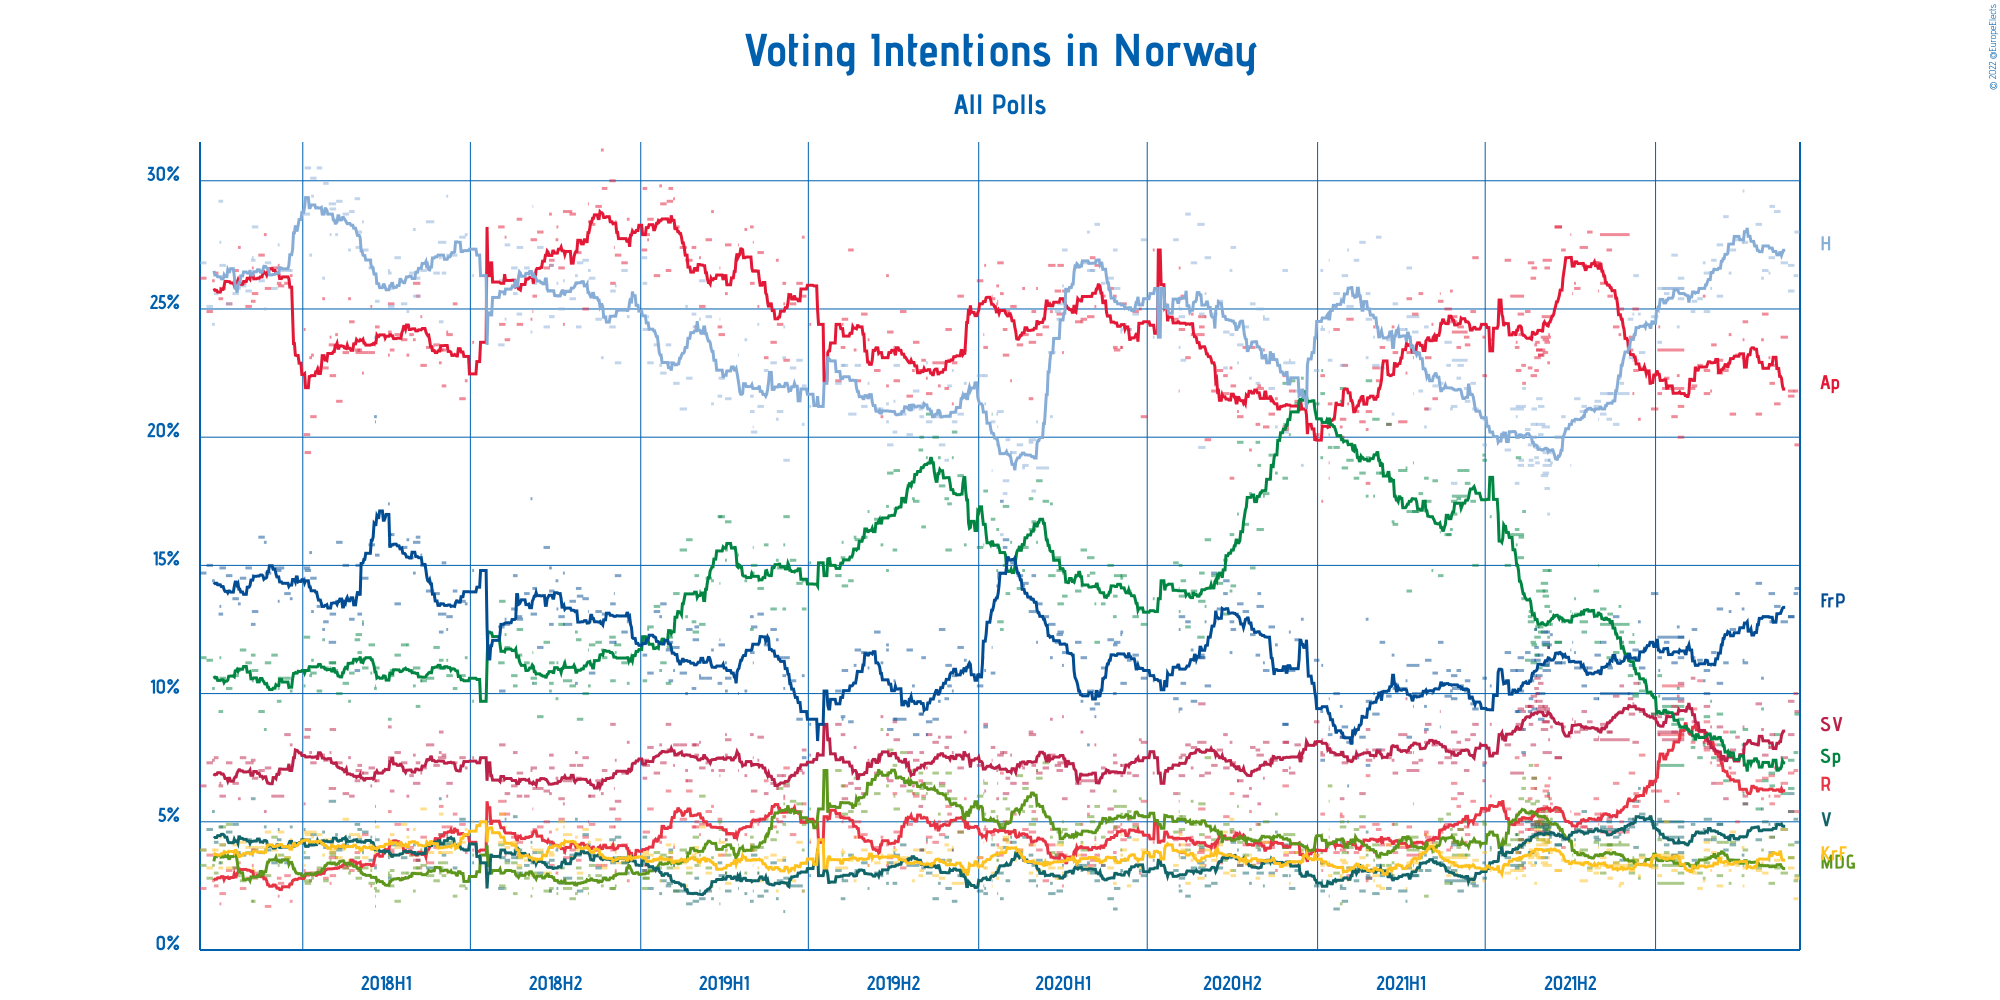 Voting Intentions in Norway
All Polls
© 2022 @EuropeElects
30%
25%
20%
15%
10%
5%
0%
H
Ap
FrP
SV
Sp
R
V
KrF
MDG
2018H1
2018H2
2019H1
2019H2
2020H1
2020H2
2021H1
2021H2